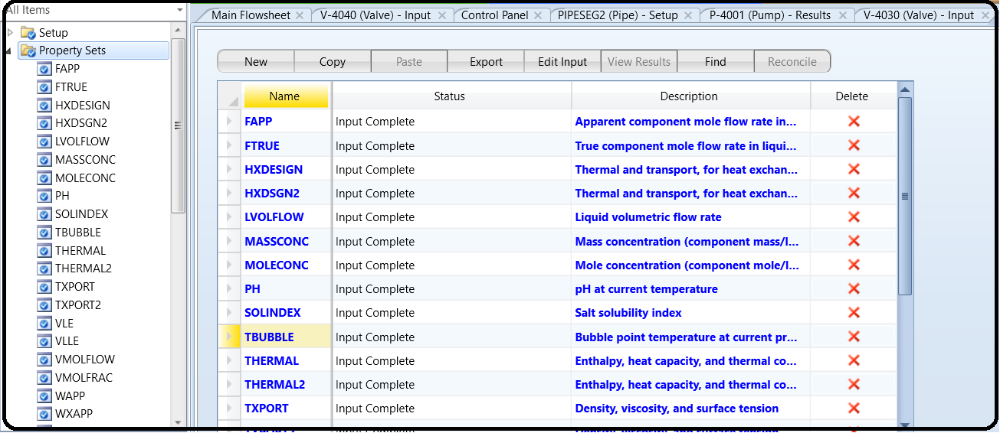 All Items
Setup
Property Sets
FAPP
FTRUE
HXDESIGN
HXDSGN2
LVOLFLOW
MASSCONC
MOLECONC
PH
SOLINDEX
TBUBBLE
THERMAL
THERMAL2
TXPORT
TXPORT2
VLE
VLLE
VMOLFLOW
VMOLFRAC
WAPP
WXAPP
Main Flowsheet V-4040 (Valve) - Input Control Panel PIPESEG2 (Pipe) - Setup P-4001 (Pump) - Results V-4030 (Valve) - Input
New Copy Paste Export Edit Input View Results Find Reconcile
Name Status Description Delete
FAPP Input Complete Apparent component mole flow rate in...
FTRUE Input Complete True component mole flow rate in liqui...
HXDESIGN Input Complete Thermal and transport, for heat exchan...
HXDSGN2 Input Complete Thermal and transport, for heat exchan...
LVOLFLOW Input Complete Liquid volumetric flow rate
MASSCONC Input Complete Mass concentration (component mass/l...
MOLECONC Input Complete Mole concentration (component mole/l...
PH Input Complete pH at current temperature
SOLINDEX Input Complete Salt solubility index
TBUBBLE Input Complete Bubble point temperature at current pr...
THERMAL Input Complete Enthalpy, heat capacity, and thermal co...
THERMAL2 Input Complete Enthalpy, heat capacity, and thermal co...
TXPORT Input Complete Density, viscosity, and surface tension